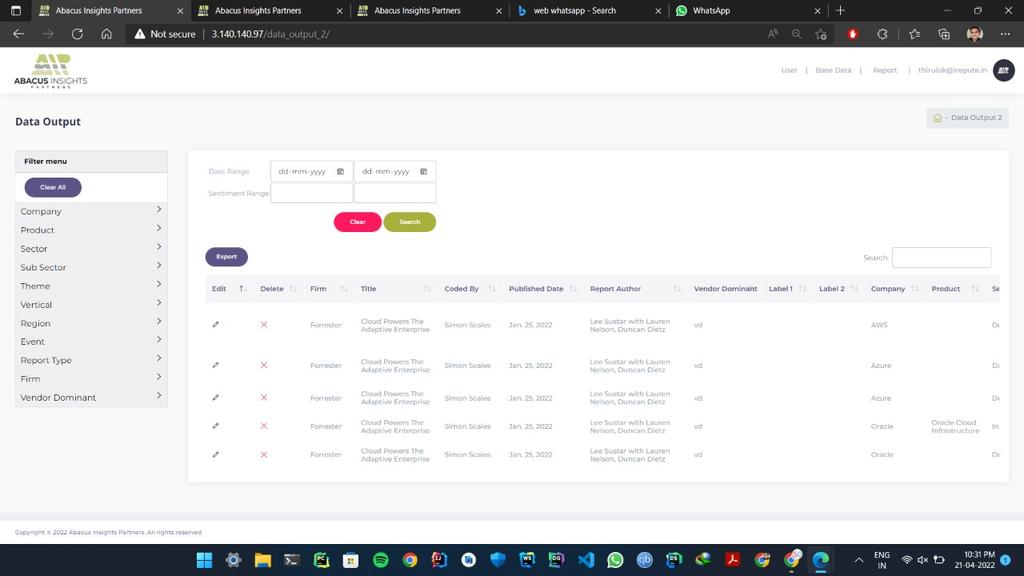 Abacus Insights Partners
Abacus Insights Partners
Abacus Insights Partners
web whatsapp - Search
WhatsApp
Not secure | 3.140.140.97/data_output_2/
ABACUS INSIGHTS
PARTNERS
User | Base Data | Report | thirulok@irepute.in
Data Output
- Data Output 2
Filter menu
Clear All
Company
Product
Sector
Sub Sector
Theme
Vertical
Region
Event
Report Type
Firm
Vendor Dominant
Date Range dd-mm-yyyy dd-mm-yyyy
Sentiment Range
Clear Search
Export
Search:
Edit Delete Firm Title Coded By Published Date Report Author Vendor Dominant Label 1 Label 2 Company Product Se
Forrester Cloud Powers The Adaptive Enterprise Simon Scales Jan. 25, 2022 Lee Sustar with Lauren Nelson, Duncan Dietz vd AWS
Forrester Cloud Powers The Adaptive Enterprise Simon Scales Jan. 25, 2022 Lee Sustar with Lauren Nelson, Duncan Dietz vd Azure
Forrester Cloud Powers The Adaptive Enterprise Simon Scales Jan. 25, 2022 Lee Sustar with Lauren Nelson, Duncan Dietz vd Azure
Forrester Cloud Powers The Adaptive Enterprise Simon Scales Jan. 25, 2022 Lee Sustar with Lauren Nelson, Duncan Dietz vd Oracle Oracle Cloud Infrastructure In
Forrester Cloud Powers The Adaptive Enterprise Simon Scales Jan. 25, 2022 Lee Sustar with Lauren Nelson, Duncan Dietz vd Oracle
Copyright © 2022 Abacus Insights Partners. All rights reserved
ENG
IN
10:31 PM
21-04-2022